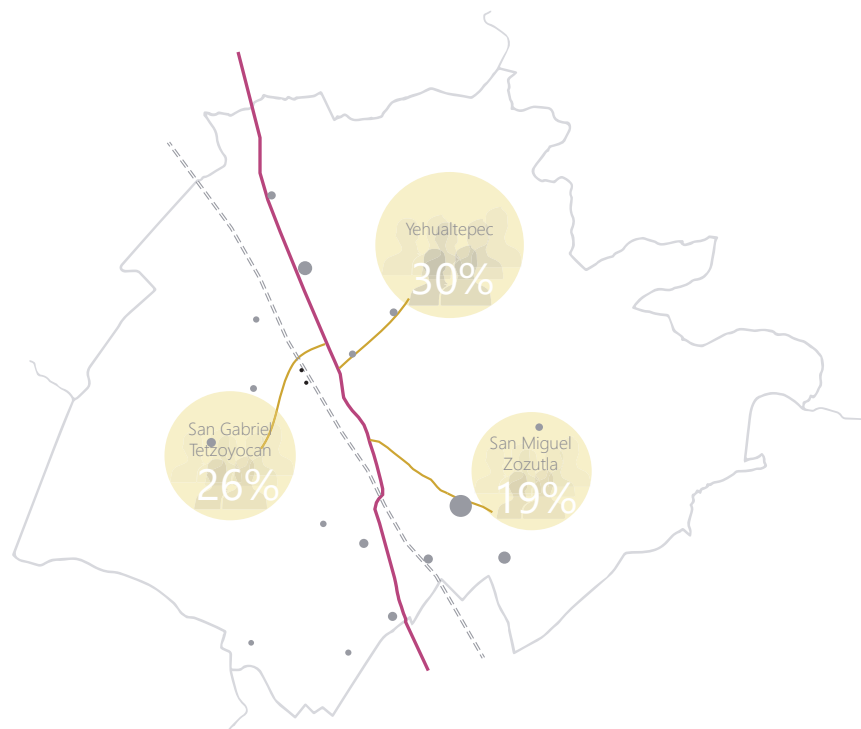 Yehualtepec
30%
San Gabriel
Tetzoyocan
26%
San Miguel
Zozutla
19%